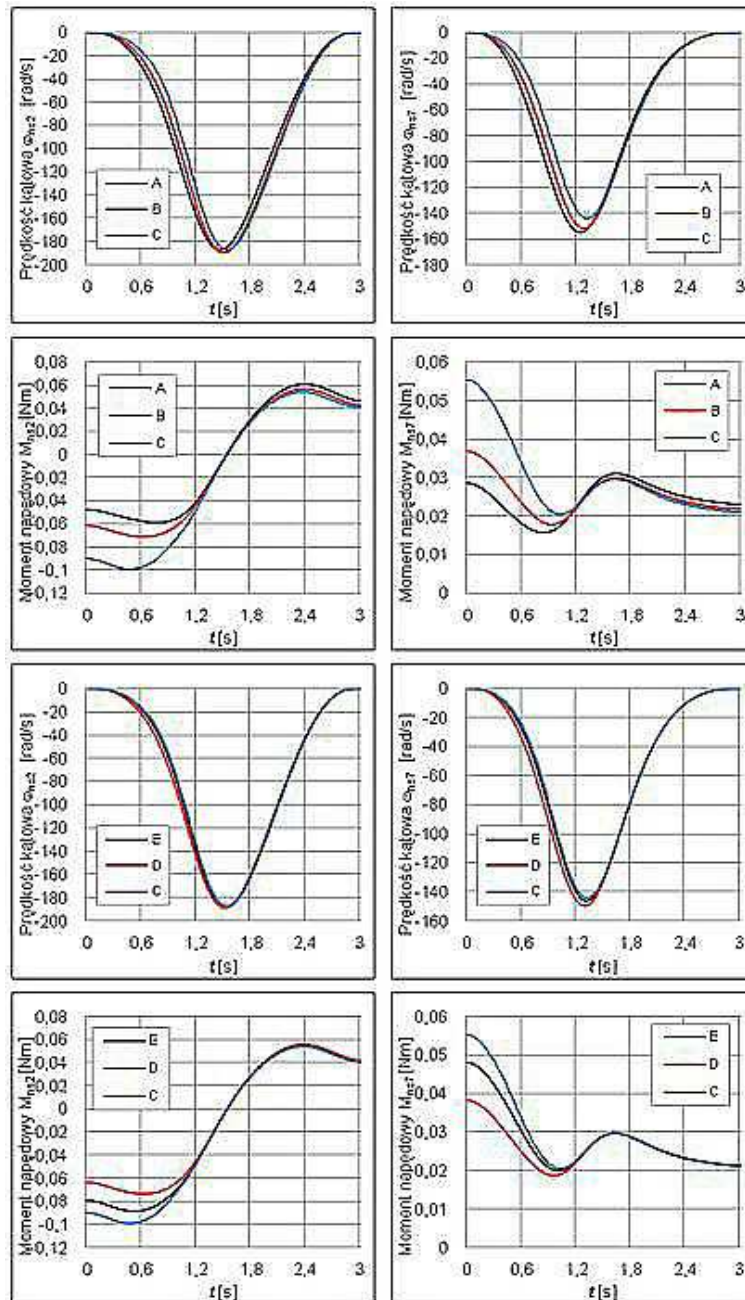 Prędkość kątowa ωns2 [rad/s]
0
-20
-40
-60
-80
-100
-120
-140
-160
-180
-200
A
B
C
0 0,6 1,2 1,8 2,4 3
t[s]
Prędkość kątowa ωns7 [rad/s]
0
-20
-40
-60
-80
-100
-120
-140
-160
-180
A
B
C
0 0,6 1,2 1,8 2,4 3
t[s]
Moment napędowy Mns2 [Nm]
0,08
0,06
0,04
0,02
0
-0,02
-0,04
-0,06
-0,08
-0,1
-0,12
A
B
C
0 0,6 1,2 1,8 2,4 3
t[s]
Moment napędowy Mns7 [Nm]
0,06
0,05
0,04
0,03
0,02
0,01
0
A
B
C
0 0,6 1,2 1,8 2,4 3
t[s]
Prędkość kątowa ωns2 [rad/s]
0
-20
-40
-60
-80
-100
-120
-140
-160
-180
-200
E
D
C
0 0,6 1,2 1,8 2,4 3
t[s]
Prędkość kątowa ωns7 [rad/s]
0
-20
-40
-60
-80
-100
-120
-140
-160
E
D
C
0 0,6 1,2 1,8 2,4 3
t[s]
Moment napędowy Mns2 [Nm]
0,08
0,06
0,04
0,02
0
-0,02
-0,04
-0,06
-0,08
-0,1
-0,12
E
D
C
0 0,6 1,2 1,8 2,4 3
t[s]
Moment napędowy Mns7 [Nm]
0,06
0,05
0,04
0,03
0,02
0,01
0
E
D
C
0 0,6 1,2 1,8 2,4 3
t[s]